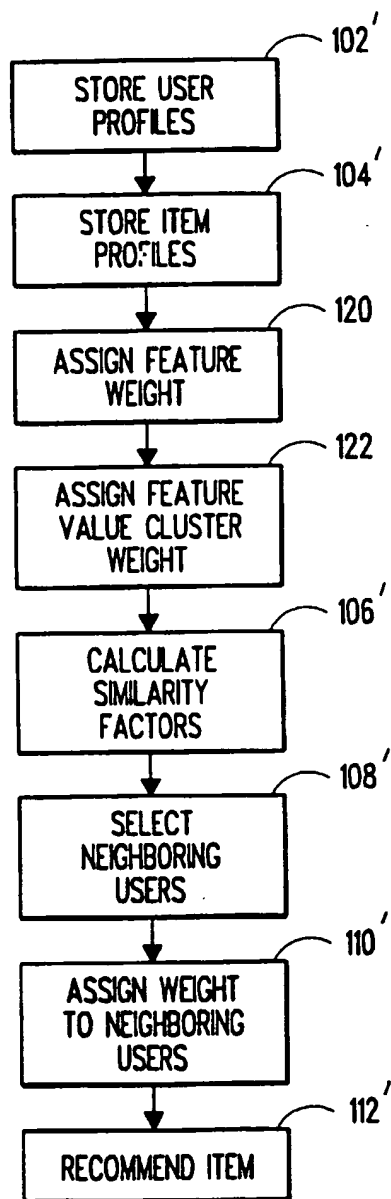 102'
STORE USER
PROFILES
104'
STORE ITEM
PROFILES
120
ASSIGN FEATURE
WEIGHT
122
ASSIGN FEATURE
VALUE CLUSTER
WEIGHT
106'
CALCULATE
SIMILARITY
FACTORS
108'
SELECT
NEIGHBORING
USERS
110'
ASSIGN WEIGHT
TO NEIGHBORING
USERS
112'
RECOMMEND ITEM